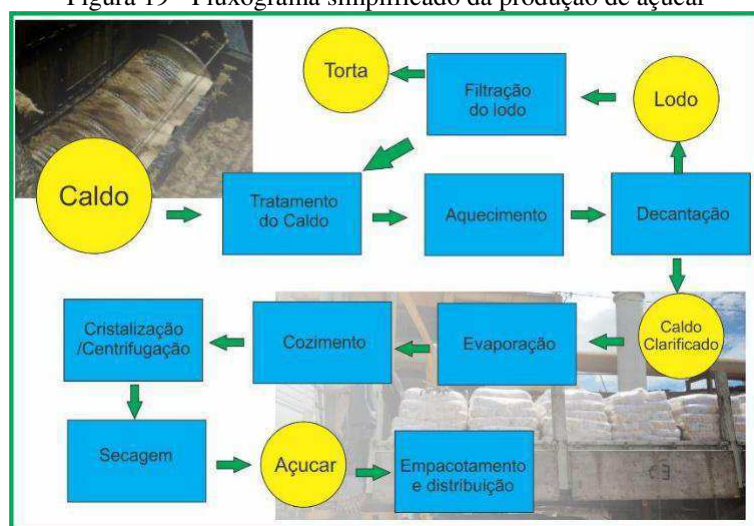 Figura 19 - Fluxograma simplificado da produção de açúcar
Torta
Filtração
do lodo
Lodo
Caldo
Tratamento
do Caldo
Aquecimento
Decantação
Cristalização
/Centrifugação
Cozimento
Evaporação
Caldo
Clarificado
Secagem
Açucar
Empacotamento
e distribuição